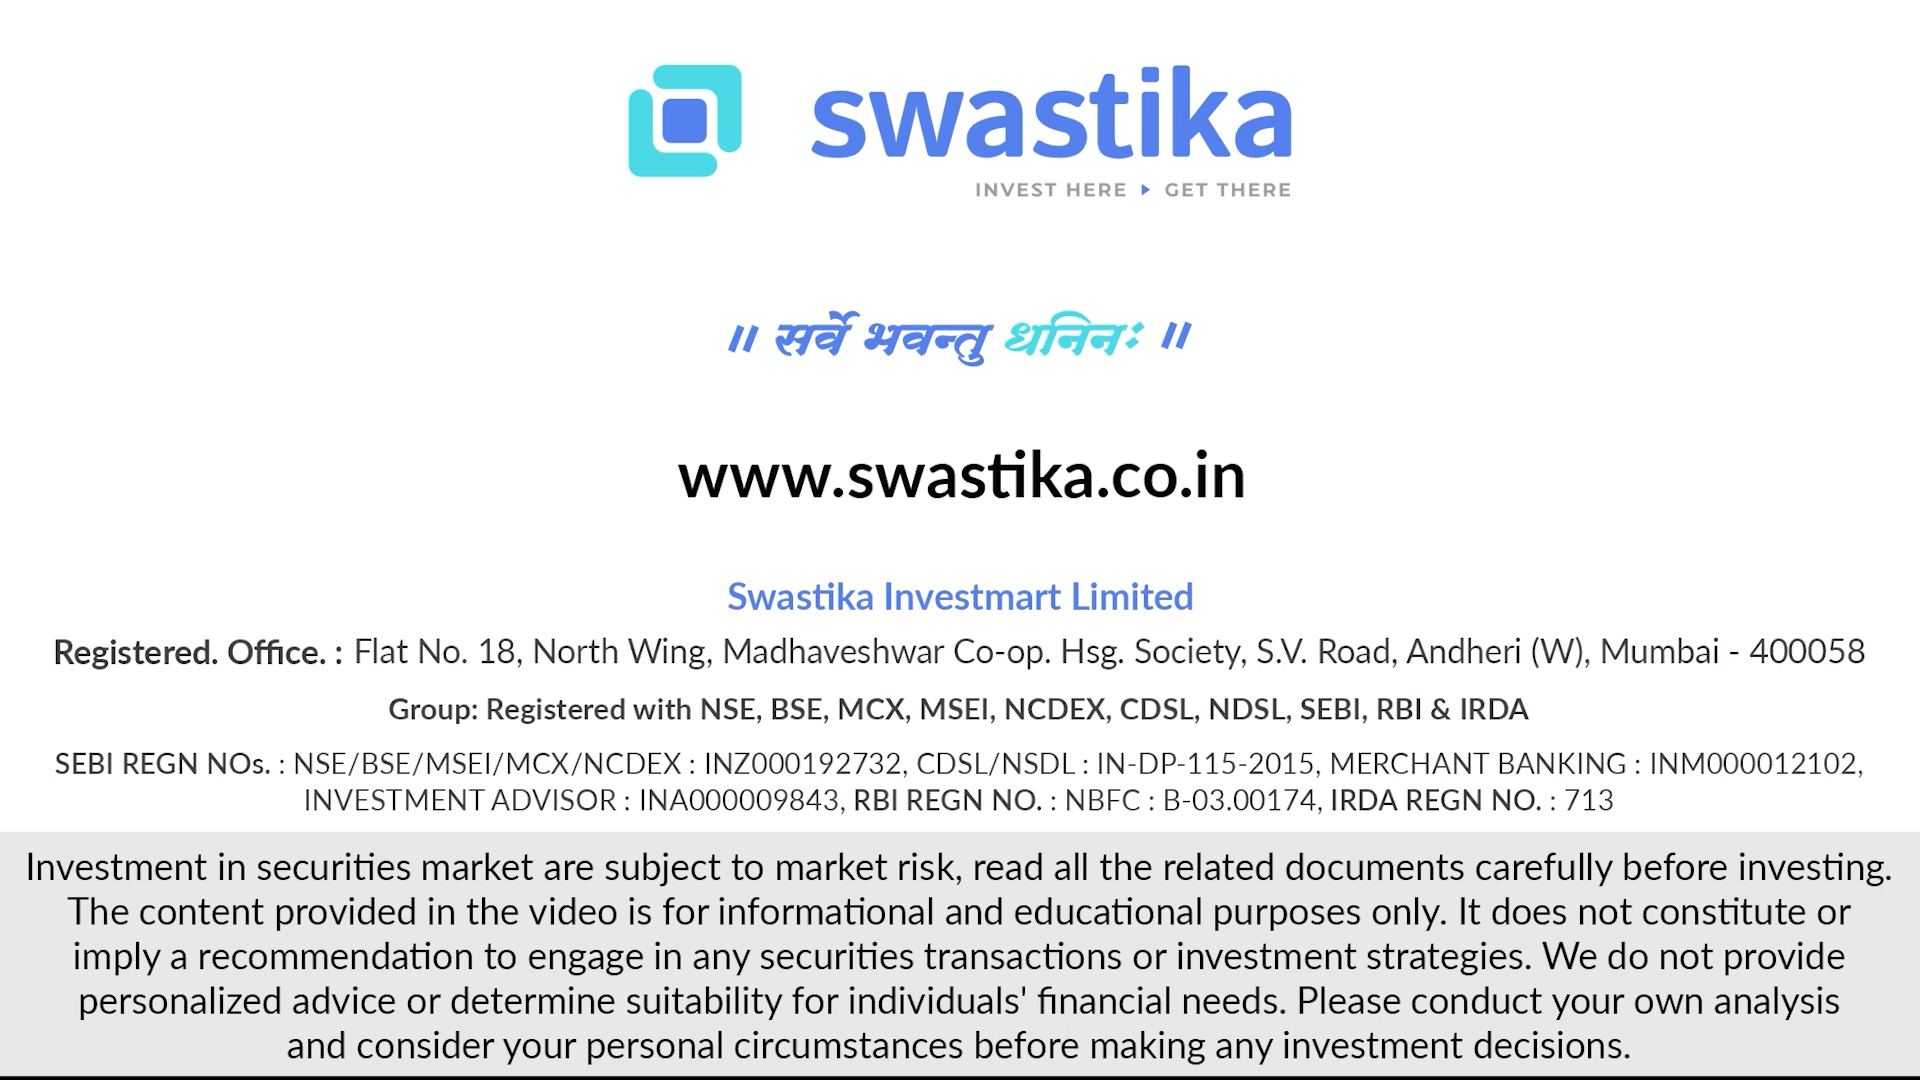 swastika
INVEST HERE ▸ GET THERE
॥ सर्वे भवन्तु धनिनः ॥
www.swastika.co.in
Swastika Investmart Limited
Registered. Office. : Flat No. 18, North Wing, Madhaveshwar Co-op. Hsg. Society, S.V. Road, Andheri (W), Mumbai - 400058
Group: Registered with NSE, BSE, MCX, MSEI, NCDEX, CDSL, NDSL, SEBI, RBI & IRDA
SEBI REGN NOs. : NSE/BSE/MSEI/MCX/NCDEX : INZ000192732, CDSL/NSDL : IN-DP-115-2015, MERCHANT BANKING : INM000012102,
INVESTMENT ADVISOR : INA000009843, RBI REGN NO. : NBFC : B-03.00174, IRDA REGN NO. : 713
Investment in securities market are subject to market risk, read all the related documents carefully before investing.
The content provided in the video is for informational and educational purposes only. It does not constitute or
imply a recommendation to engage in any securities transactions or investment strategies. We do not provide
personalized advice or determine suitability for individuals' financial needs. Please conduct your own analysis
and consider your personal circumstances before making any investment decisions.